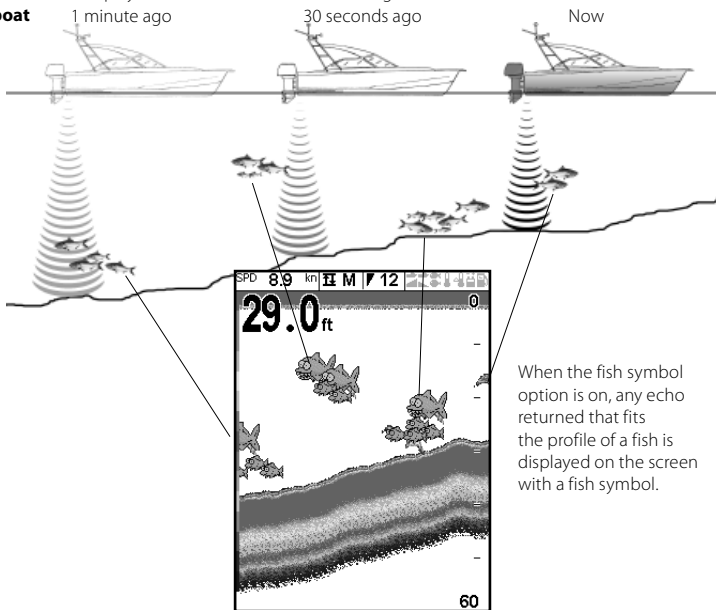 boat
1 minute ago
30 seconds ago
Now
SPD 8.9 kn M 12
29.0 ft
0
When the fish symbol
option is on, any echo
returned that fits
the profile of a fish is
displayed on the screen
with a fish symbol.
60